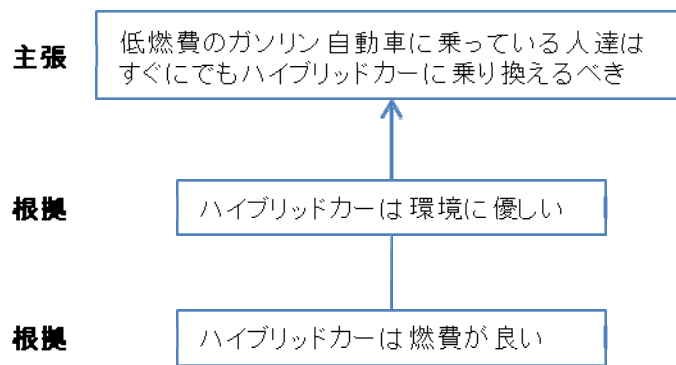 主張
低燃費のガソリン自動車に乗っている人達は
すぐにでもハイブリッドカーに乗り換えるべき
根拠
ハイブリッドカーは環境に優しい
根拠
ハイブリッドカーは燃費が良い